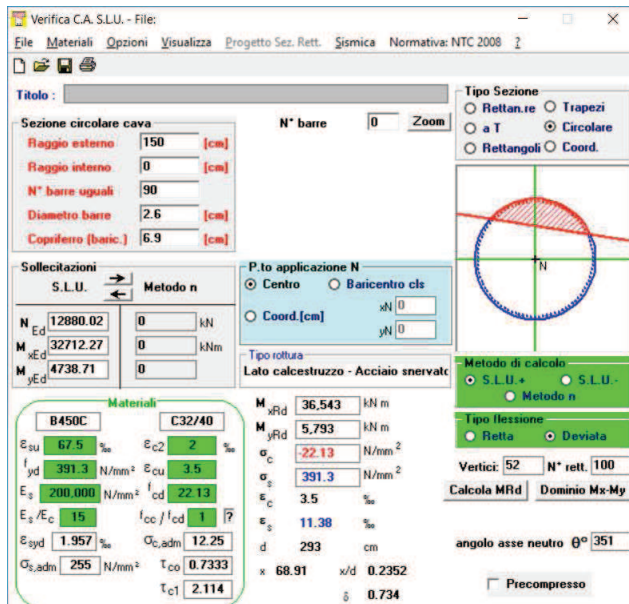 Verifica C.A. S.L.U. - File:
File Materiali Opzioni Visualizza Progetto Sez. Rett. Sismica Normativa: NTC 2008 ?
Titolo :
Tipo Sezione
Rettan.re Trapezi
a T Circolare
Rettangoli Coord.
Sezione circolare cava
N° barre 0 Zoom
Raggio esterno 150 [cm]
Raggio interno 0 [cm]
N° barre uguali 90
Diametro barre 2.6 [cm]
Copriferro (baric.) 6.9 [cm]
N
Sollecitazioni
S.L.U. Metodo n
N Ed 12880.02 0 kN
M xEd 32712.27 0 kNm
M yEd 4738.71 0
P.to applicazione N
Centro Baricentro cls
Coord.[cm] xN 0
yN 0
Tipo rottura
Lato calcestruzzo - Acciaio snervato
Metodo di calcolo
S.L.U.+ S.L.U.-
Metodo n
Tipo flessione
Retta Deviata
Vertici: 52 N° rett. 100
Calcola MRd Dominio Mx-My
angolo asse neutro θ° 351
Precompresso
Materiali
B450C C32/40
εsu 67.5 ‰ εc2 2 ‰
fyd 391.3 N/mm² εcu 3.5
Es 200,000 N/mm² fcd 22.13
Es/Ec 15 fcc / fcd 1 ?
εsyd 1.957 ‰ σc,adm 12.25
σs,adm 255 N/mm² τco 0.7333
τc1 2.114
M xRd 36,543 kN m
M yRd 5,793 kN m
σc -22.13 N/mm²
σs 391.3 N/mm²
εc 3.5 ‰
εs 11.38 ‰
d 293 cm
x 68.91 x/d 0.2352
δ 0.734